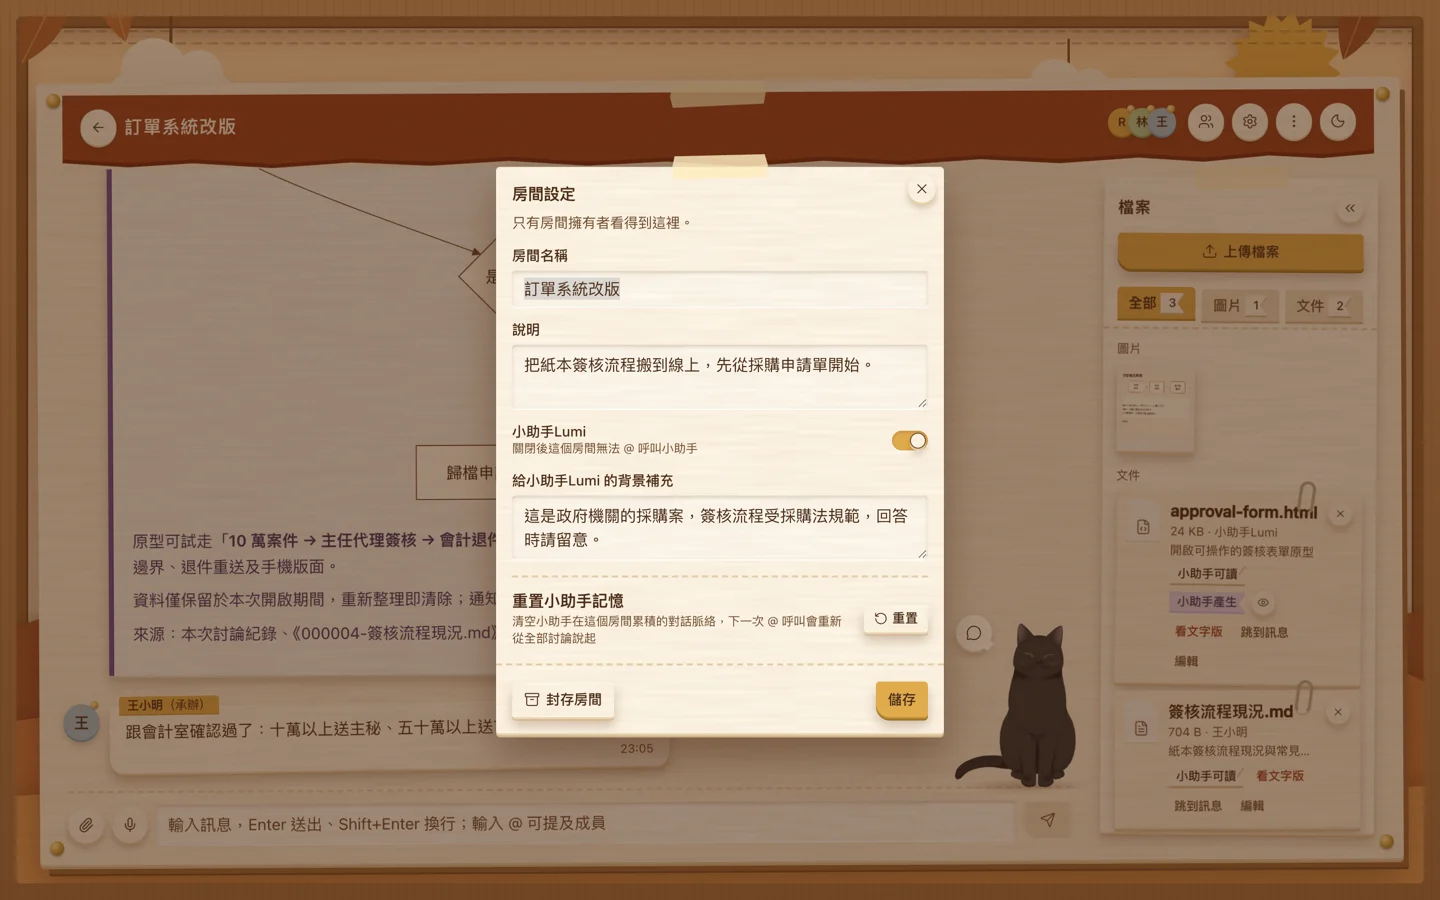 訂單系統改版
R 林 王
房間設定
只有房間擁有者看得到這裡。
房間名稱
訂單系統改版
說明
把紙本簽核流程搬到線上，先從採購申請單開始。
小助手Lumi
關閉後這個房間無法 @ 呼叫小助手
給小助手Lumi 的背景補充
這是政府機關的採購案，簽核流程受採購法規範，回答
時請留意。
重置小助手記憶
清空小助手在這個房間累積的對話脈絡，下一次 @ 呼叫會重新
從全部討論說起
重置
封存房間
儲存
是
歸檔申
原型可試走「10 萬案件 → 主任代理簽核 → 會計退件
邊界、退件重送及手機版面。
資料僅保留於本次開啟期間，重新整理即清除；通知
來源：本次討論紀錄、《000004-簽核流程現況.md》
王
王小明（承辦）
跟會計室確認過了：十萬以上送主秘、五十萬以上送
23:05
輸入訊息，Enter 送出、Shift+Enter 換行；輸入 @ 可提及成員
檔案
上傳檔案
全部 3 圖片 1 文件 2
圖片
文件
approval-form.html
24 KB · 小助手Lumi
開啟可操作的簽核表單原型
小助手可讀
小助手產生
看文字版 跳到訊息
編輯
簽核流程現況.md
704 B · 王小明
紙本簽核流程現況與常見...
小助手可讀 看文字版
跳到訊息 編輯